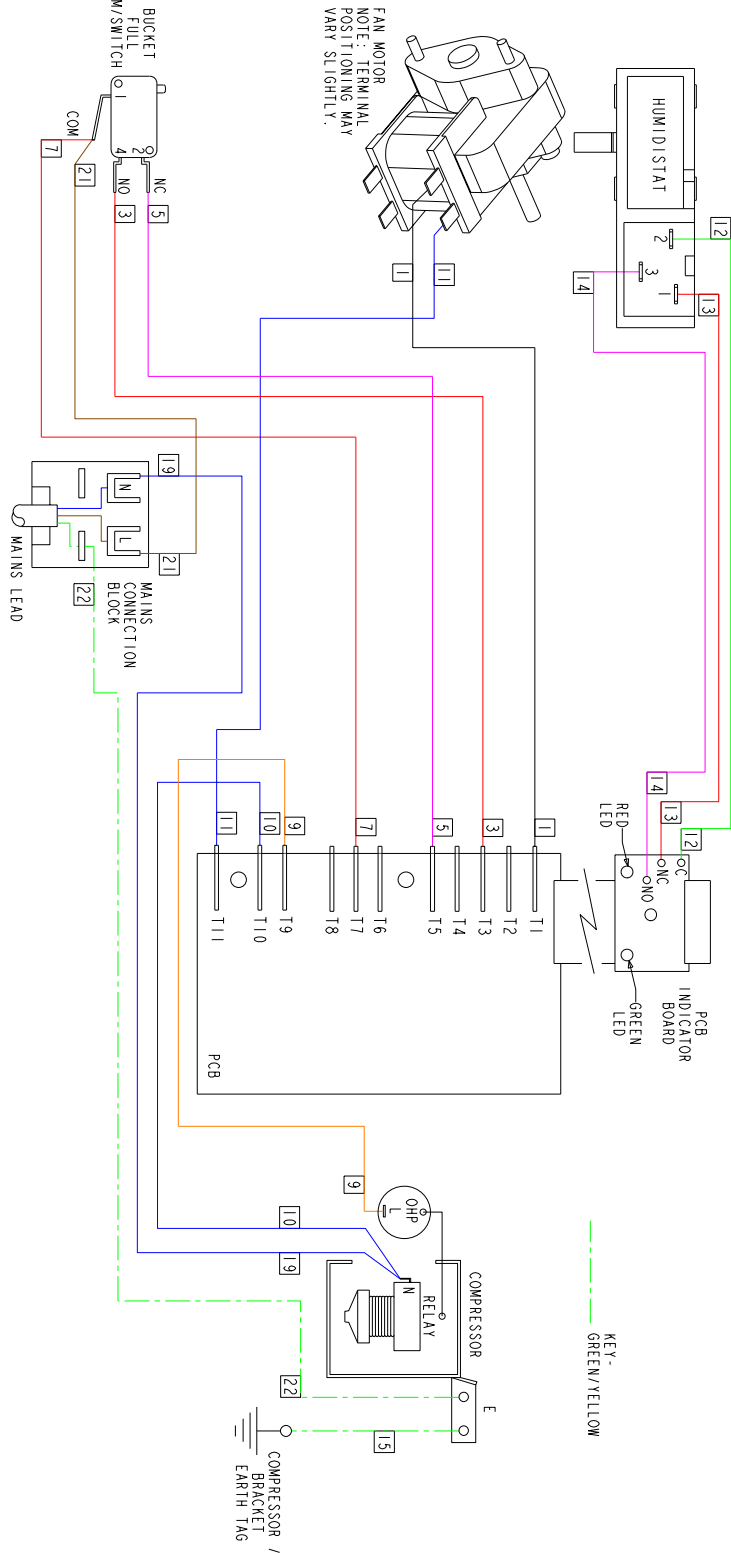 HUMIDISTAT
2
3
1
12
13
14
FAN MOTOR
NOTE: TERMINAL
POSITIONING MAY
VARY SLIGHTLY.
1
11
BUCKET
FULL
M/SWITCH
1
2
4
COM
NC
NO
7
21
3
5
MAINS
CONNECTION
BLOCK
N
L
19
21
22
MAINS LEAD
PCB
INDICATOR
BOARD
RED
LED
GREEN
LED
C
NC
NO
12
13
14
1
3
5
7
9
10
11
T1
T2
T3
T4
T5
T6
T7
T8
T9
T10
T11
PCB
KEY-
GREEN/YELLOW
9
OHP
L
10
19
N
RELAY
COMPRESSOR
E
22
15
COMPRESSOR /
BRACKET
EARTH TAG